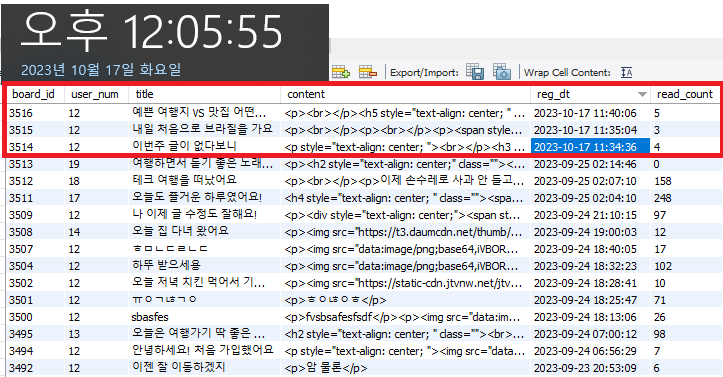 오후 12:05:55
2023년 10월 17일 화요일
Export/Import: Wrap Cell Content:
board_id user_num title content reg_dt read_count
3516 12 예쁜 여행지 VS 맛집 어떤... <p><br></p><h5 style="text-align: center; " ... 2023-10-17 11:40:06 5
3515 12 내일 처음으로 브라질을 가요 <p><br></p><p><br></p><p><span style... 2023-10-17 11:35:04 3
3514 12 이번주 글이 없다보니 <p style="text-align: center; "><br></p><h3 ... 2023-10-17 11:34:36 4
3513 19 여행하면서 듣기 좋은 노래... <p><h2 style="text-align: center;" class=""><... 2023-09-25 02:14:46 0
3512 18 테크 여행을 떠났어요 <p><br></p><p>이제 손수레로 사과 안 듣고... 2023-09-25 02:07:10 158
3511 17 오늘도 즐거운 하루였어요! <h4 style="text-align: center; " class=""><spa... 2023-09-25 02:04:10 248
3509 12 나 이제 글 수정도 잘해요! <p><div style="text-align: center;"><span st... 2023-09-24 21:10:15 97
3508 14 오늘 집 다녀 왔어요 <p><img src="https://t3.daumcdn.net/thumb/... 2023-09-24 19:00:03 12
3507 12 ㅎㅁㄴㄷㄹㄴㄷ <p><img src="data:image/png;base64,iVBOR... 2023-09-24 18:40:05 17
3504 12 하뚜 받으세용 <p><img src="data:image/png;base64,iVBOR... 2023-09-24 18:32:23 102
3502 12 오늘 저녁 치킨 먹어서 기... <p><img src="https://static-cdn.jtvnw.net/jtv... 2023-09-24 18:28:41 10
3501 12 <p>ㅎㅇ녀ㅇㅎ</p> 2023-09-24 18:25:47 71
3500 12 sbasfes <p>fvsbsafesfsdf</p><p><img src="data:im... 2023-09-24 18:13:06 26
3495 13 오늘은 여행가기 딱 좋은 ... <h2 style="text-align: center; " class=""><br>... 2023-09-24 07:00:12 98
3494 12 안녕하세요! 처음 가입했어요 <p style="text-align: center; "><img src="dat... 2023-09-24 06:56:29 7
3492 12 이젠 잘 이동하겠지 <p>암 물론</p> 2023-09-23 20:53:09 6